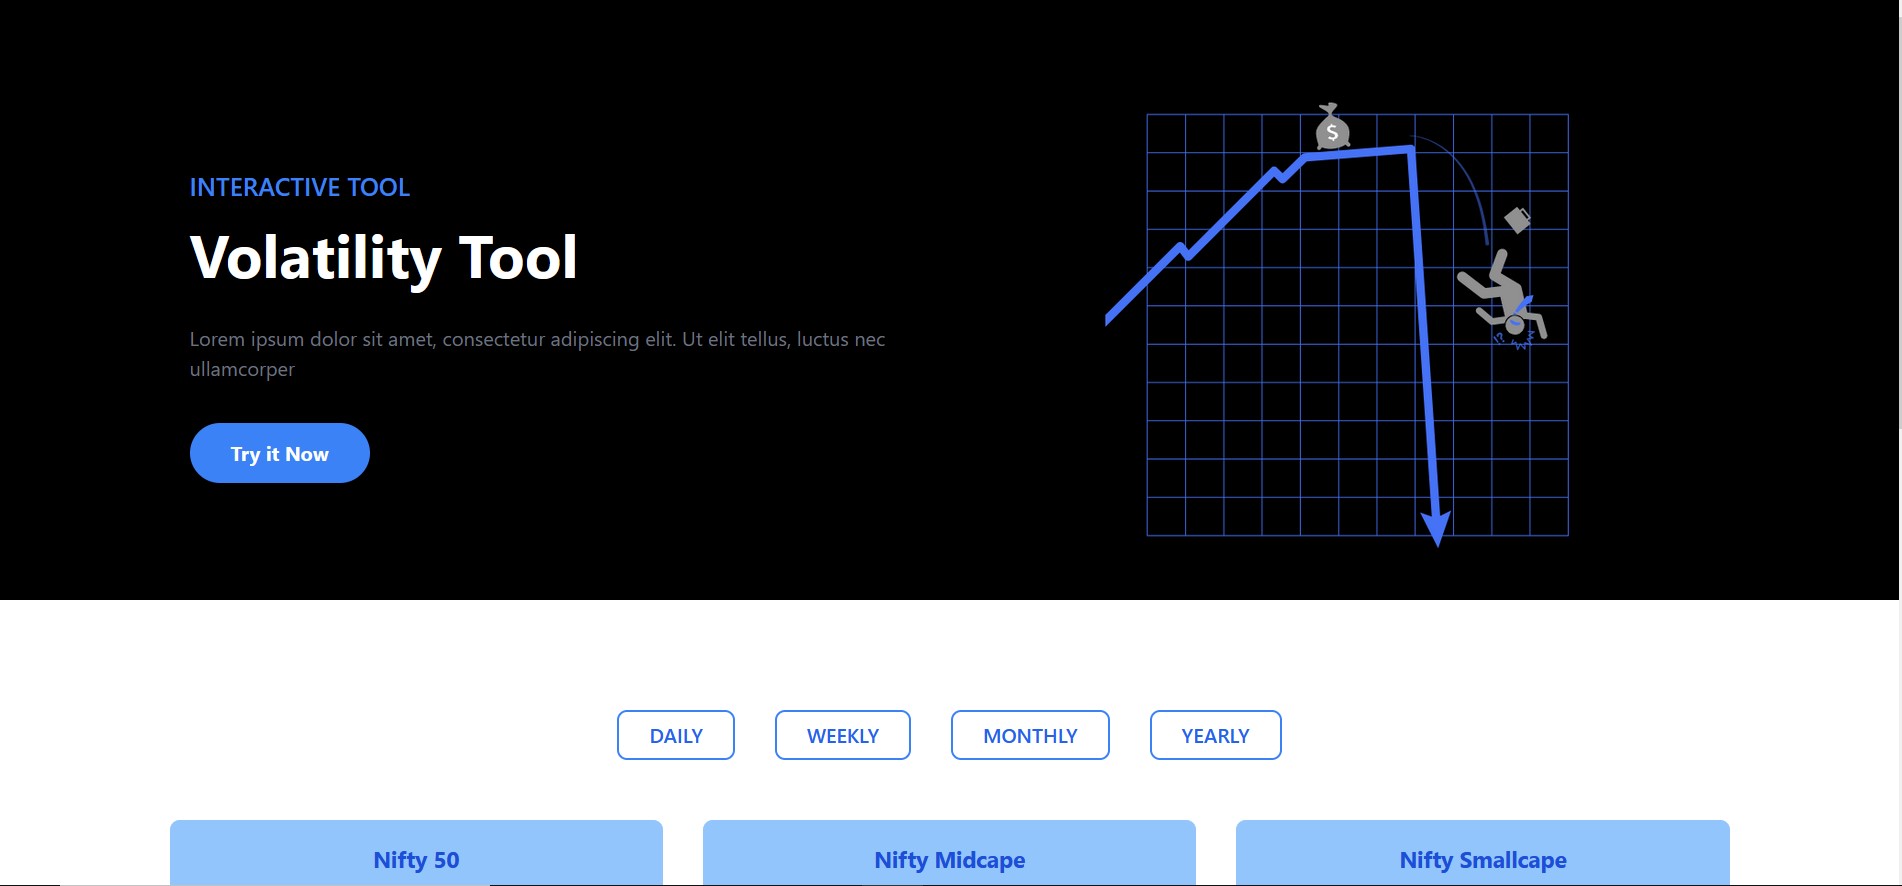 INTERACTIVE TOOL
Volatility Tool
Lorem ipsum dolor sit amet, consectetur adipiscing elit. Ut elit tellus, luctus nec
ullamcorper
Try it Now
$
!?
DAILY WEEKLY MONTHLY YEARLY
Nifty 50 Nifty Midcape Nifty Smallcape